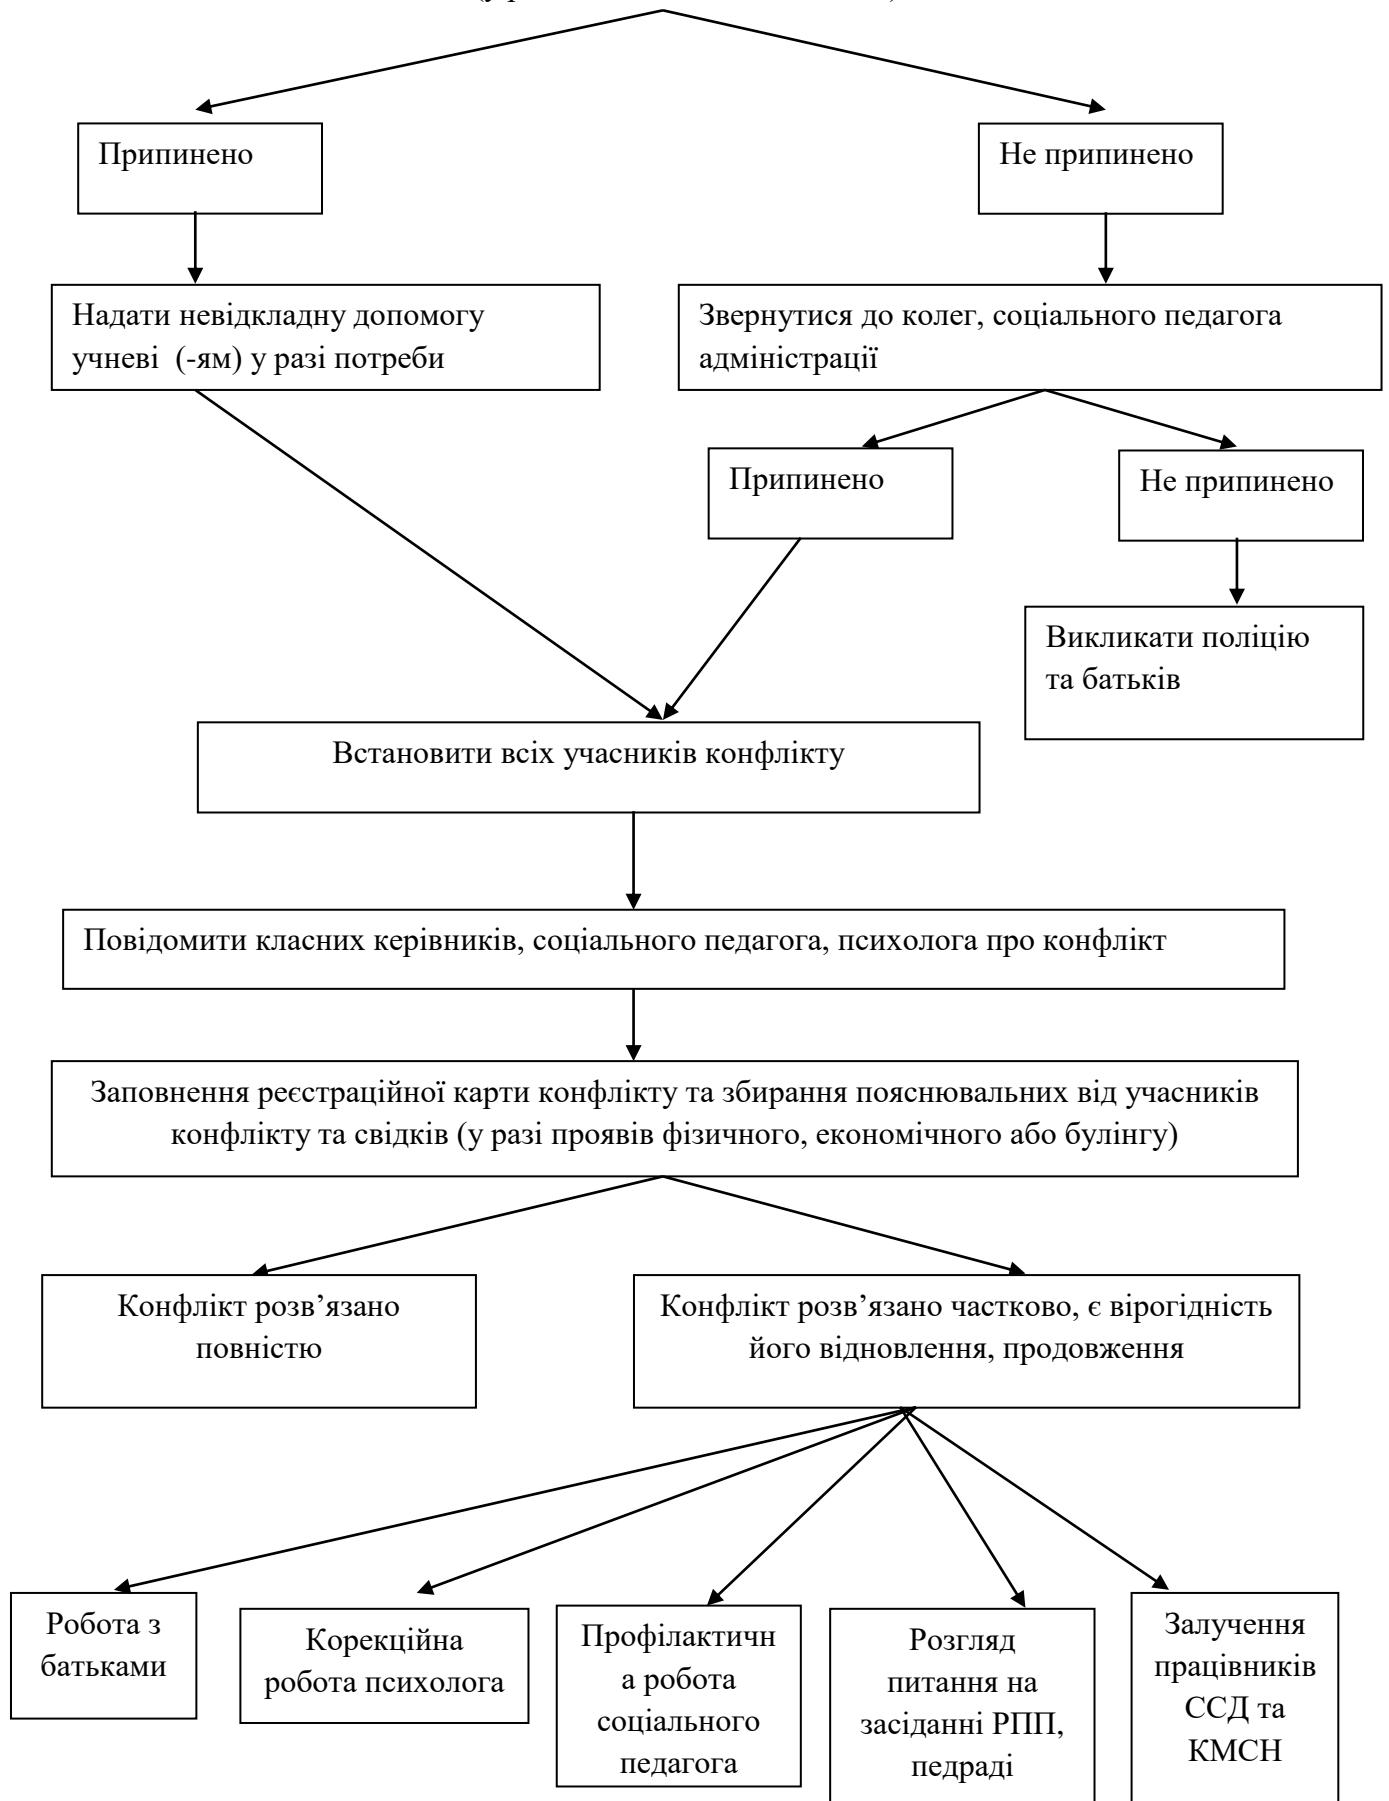 Припинено
Не припинено
Надати невідкладну допомогу
учневі (-ям) у разі потреби
Звернутися до колег, соціального педагога
адміністрації
Припинено
Не припинено
Викликати поліцію
та батьків
Встановити всіх учасників конфлікту
Повідомити класних керівників, соціального педагога, психолога про конфлікт
Заповнення реєстраційної карти конфлікту та збирання пояснювальних від учасників
конфлікту та свідків (у разі проявів фізичного, економічного або булінгу)
Конфлікт розв’язано
повністю
Конфлікт розв’язано частково, є вірогідність
його відновлення, продовження
Робота з
батьками
Корекційна
робота психолога
Профілактичн
а робота
соціального
педагога
Розгляд
питання на
засіданні РПП,
педраді
Залучення
працівників
ССД та
КМСН